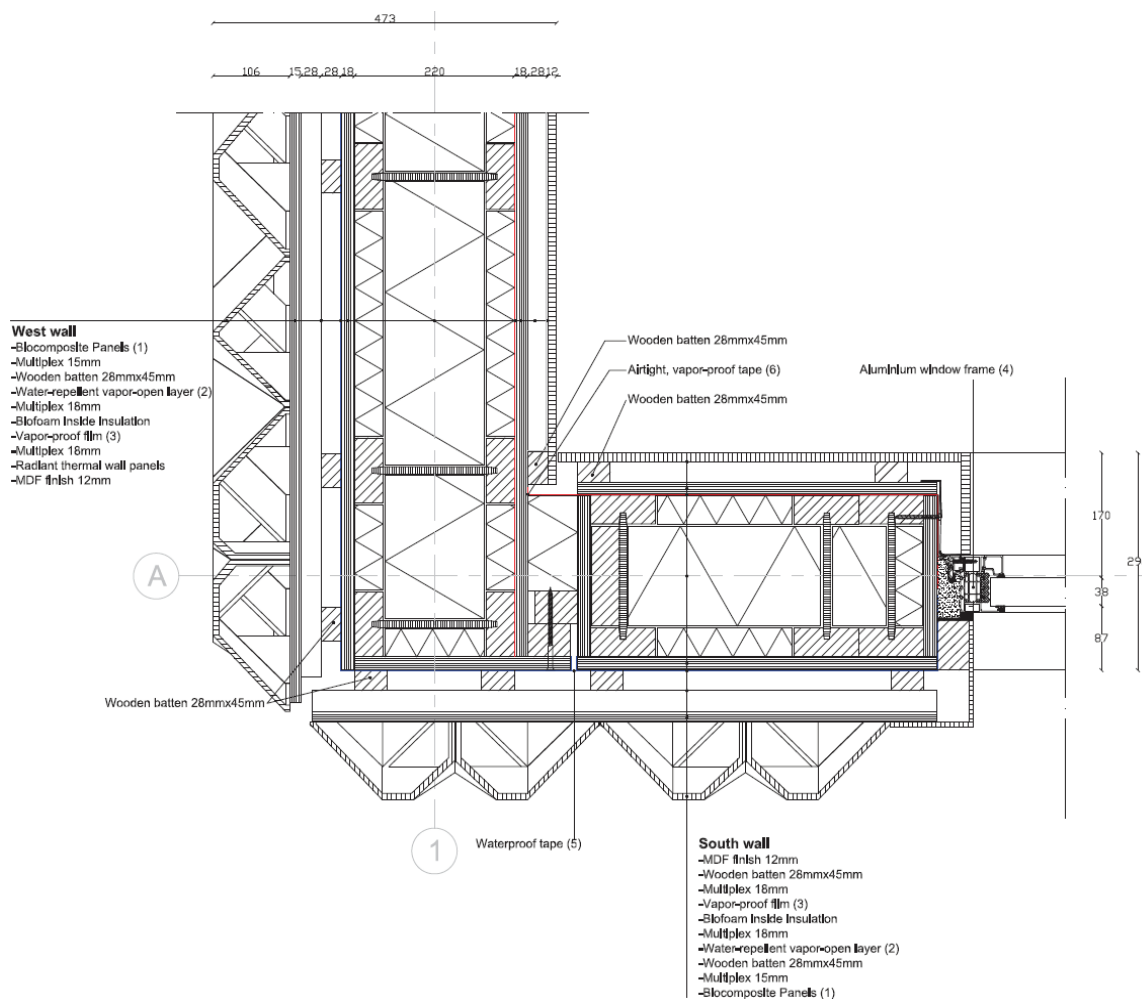 473
106 15 28 28 18 220 18 28 12
West wall
-Biocomposite Panels (1)
-Multiplex 15mm
-Wooden batten 28mmx45mm
-Water-repellent vapor-open layer (2)
-Multiplex 18mm
-Biofoam Inside Insulation
-Vapor-proof film (3)
-Multiplex 18mm
-Radiant thermal wall panels
-MDF finish 12mm
Wooden batten 28mmx45mm
Airtight, vapor-proof tape (6)
Wooden batten 28mmx45mm
Aluminium window frame (4)
170
29
38
87
A
Wooden batten 28mmx45mm
1
Waterproof tape (5)
South wall
-MDF finish 12mm
-Wooden batten 28mmx45mm
-Multiplex 18mm
-Vapor-proof film (3)
-Biofoam Inside Insulation
-Multiplex 18mm
-Water-repellent vapor-open layer (2)
-Wooden batten 28mmx45mm
-Multiplex 15mm
-Biocomposite Panels (1)